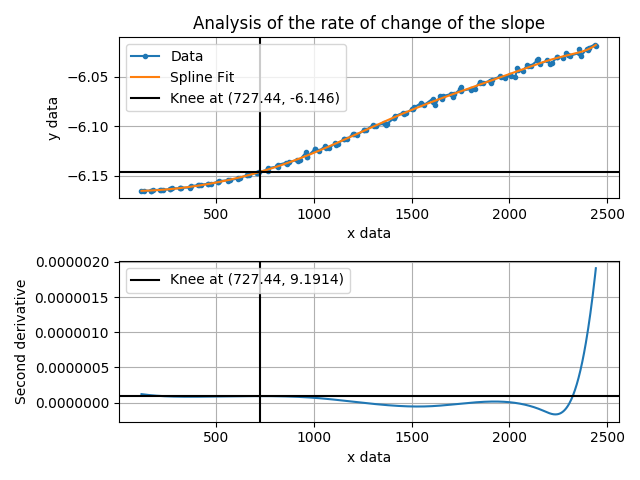 Analysis of the rate of change of the slope
Data
Spline Fit
Knee at (727.44, -6.146)
y data
−6.05
−6.10
−6.15
500 1000 1500 2000 2500
x data
Knee at (727.44, 9.1914)
Second derivative
0.0000020
0.0000015
0.0000010
0.0000005
0.0000000
500 1000 1500 2000 2500
x data